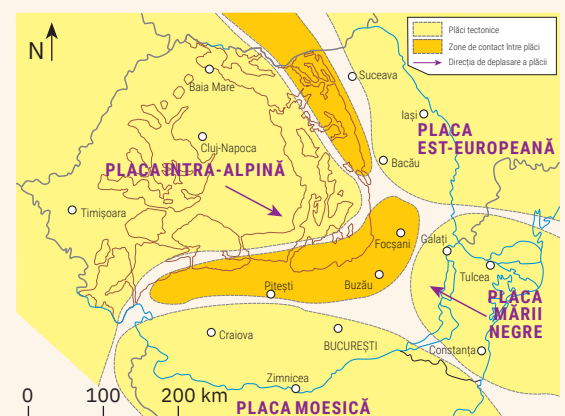 N
Plăci tectonice
Zone de contact între plăci
Direcția de deplasare a plăcii
Suceava
Baia Mare
Iași
PLACA
EST-EUROPEANĂ
Cluj-Napoca
Bacău
PLACA INTRA-ALPINĂ
Timișoara
Focșani
Galați
Tulcea
Pitești
Buzău
PLACA
MĂRII
NEGRE
Craiova
BUCUREȘTI
Constanța
Zimnicea
0 100 200 km
PLACA MOESICĂ